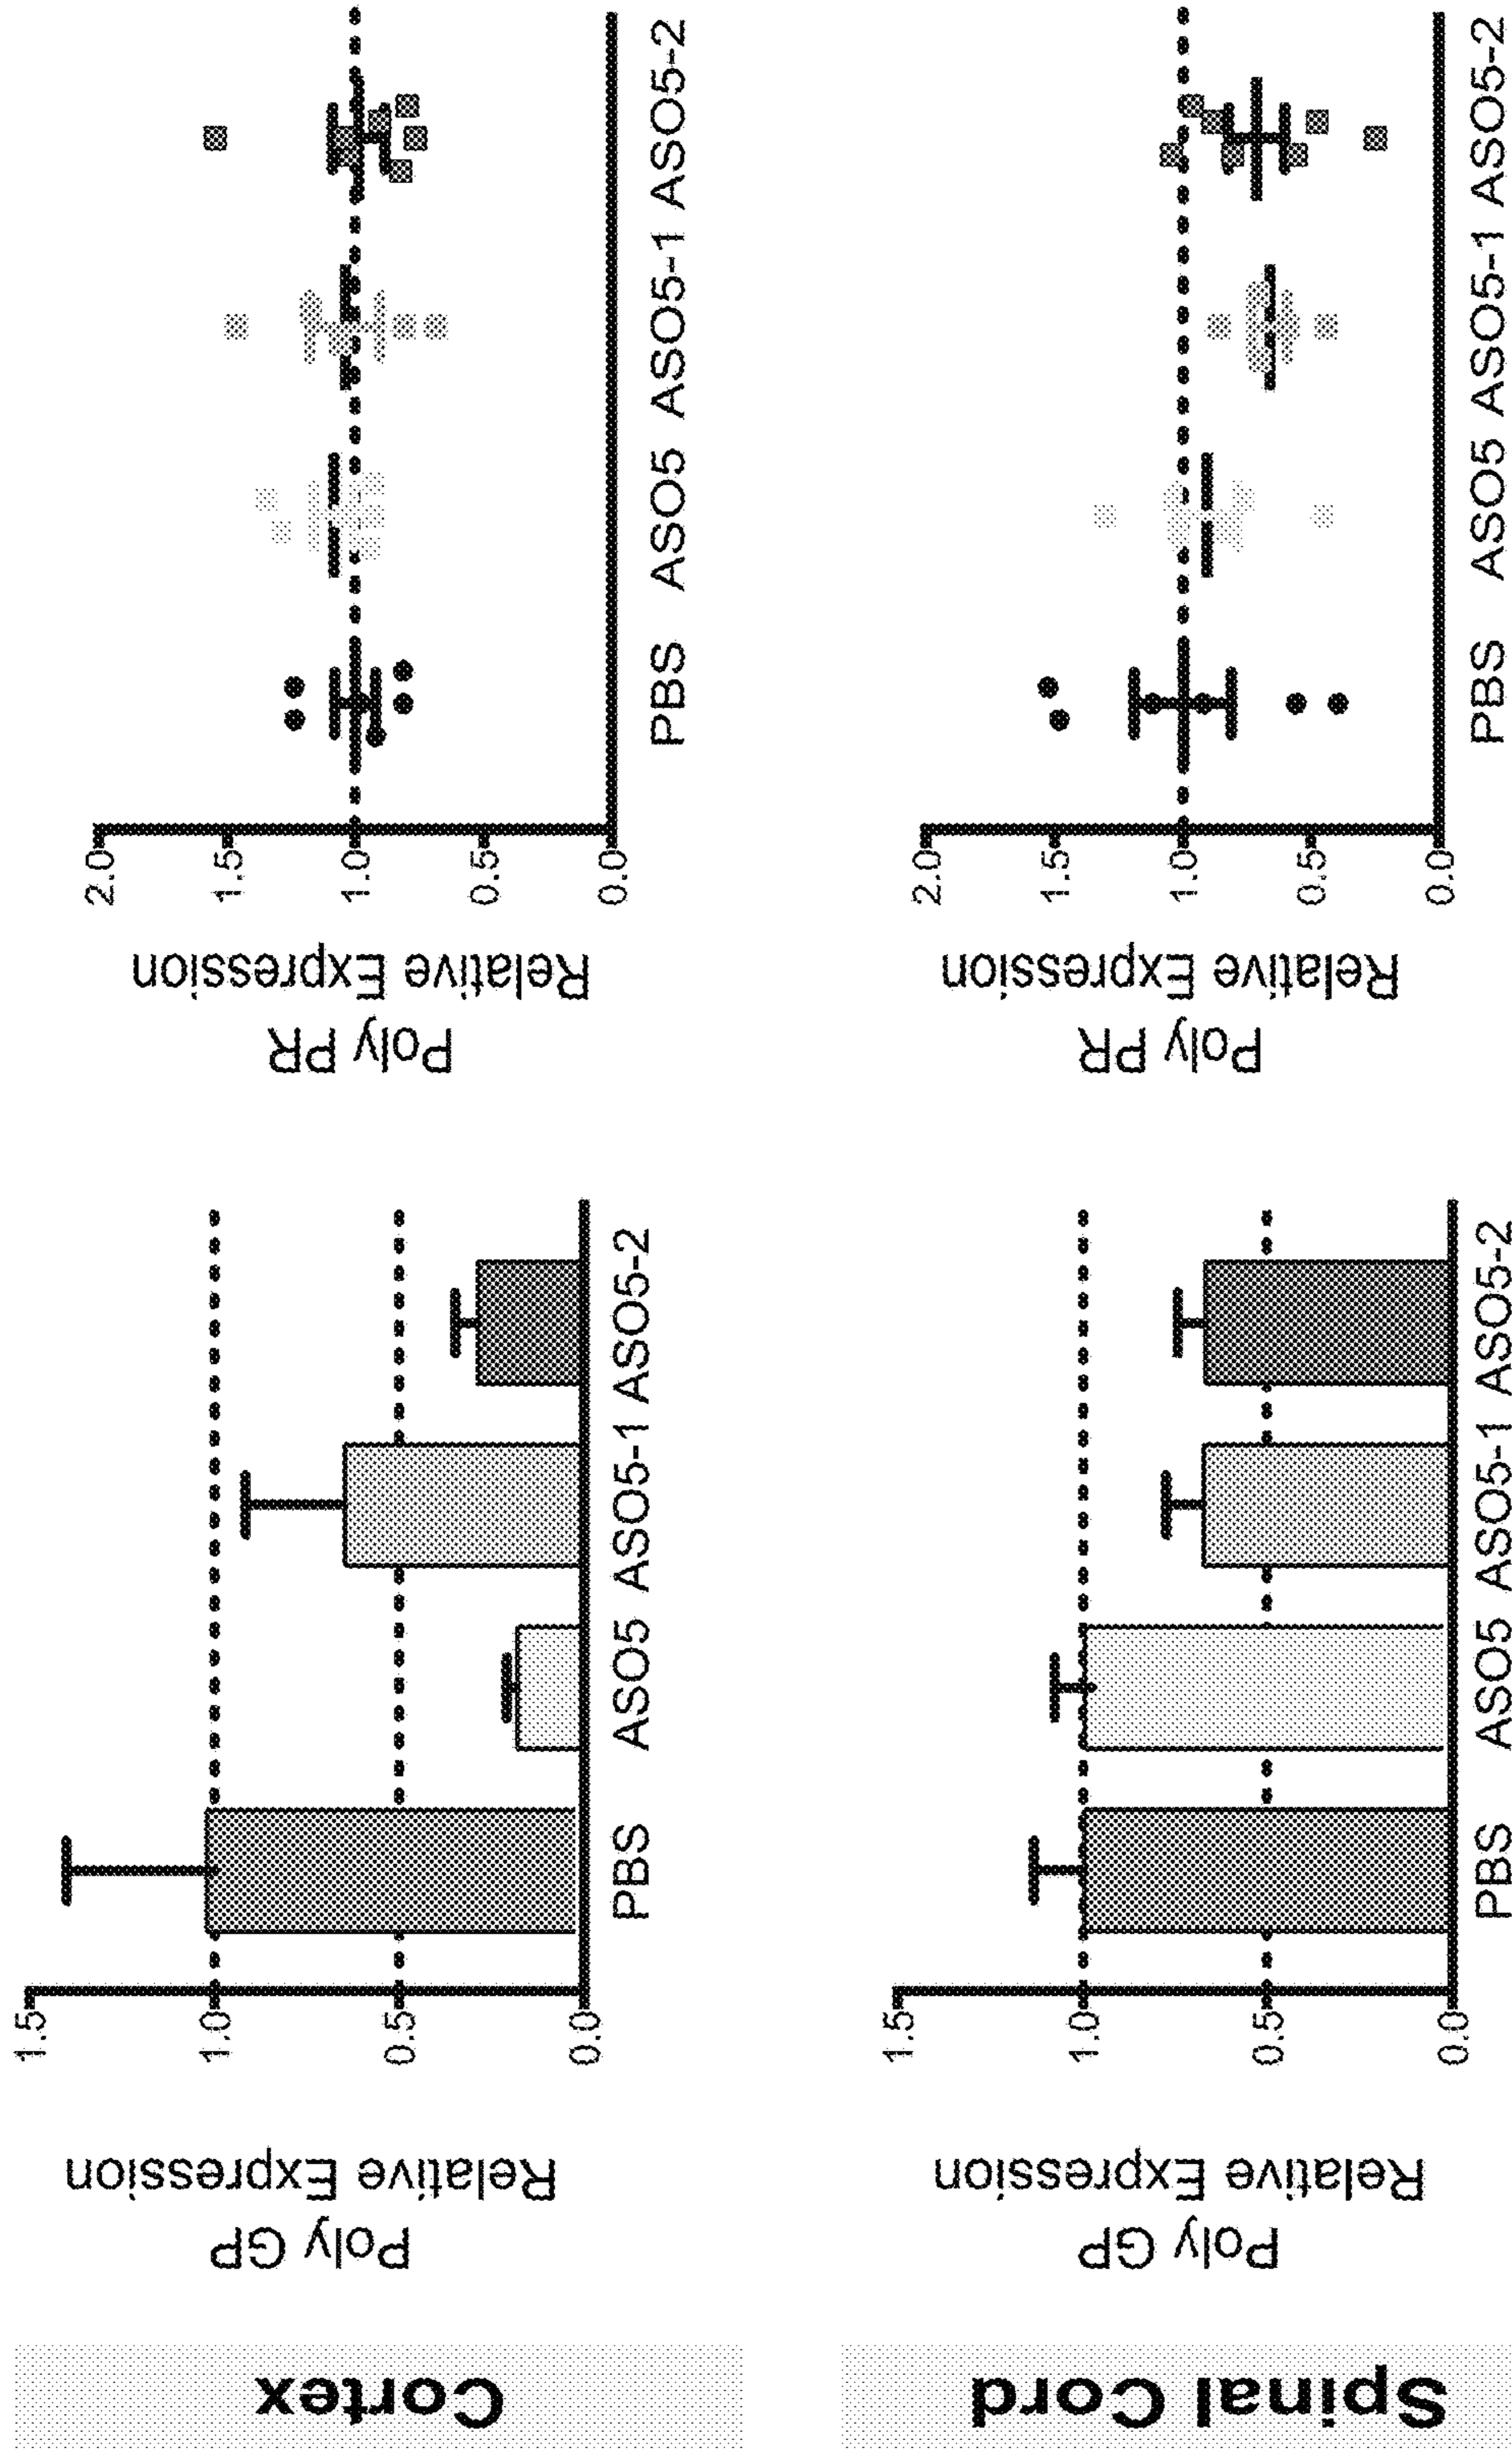 Cortex
Poly GP
Relative Expression
1.5
1.0
0.5
0.0
PBS ASO5 ASO5-1 ASO5-2
Poly PR
Relative Expression
2.0
1.5
1.0
0.5
0.0
PBS ASO5 ASO5-1 ASO5-2
Spinal Cord
Poly GP
Relative Expression
1.5
1.0
0.5
0.0
PBS ASO5 ASO5-1 ASO5-2
Poly PR
Relative Expression
2.0
1.5
1.0
0.5
0.0
PBS ASO5 ASO5-1 ASO5-2